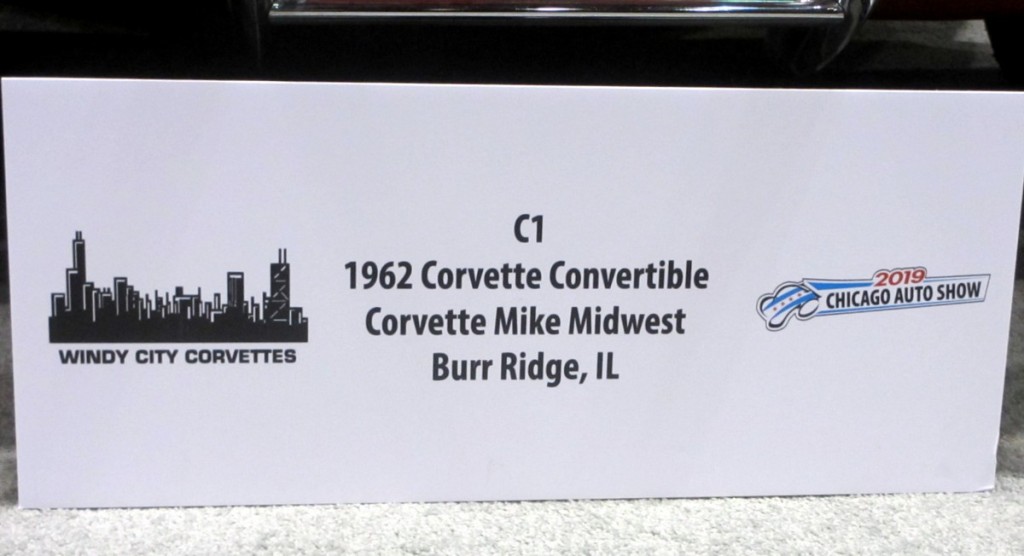 C1
1962 Corvette Convertible
Corvette Mike Midwest
Burr Ridge, IL
WINDY CITY CORVETTES
2019
CHICAGO AUTO SHOW